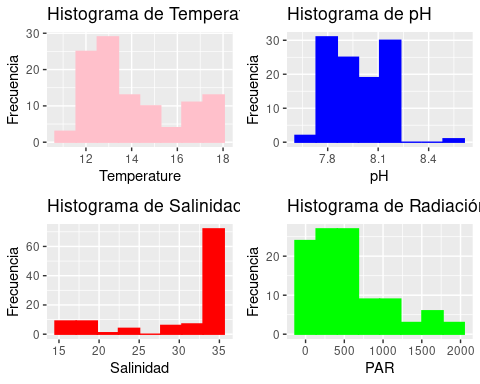 Histograma de Temperat
Histograma de pH
Frecuencia
30
20
10
0
12
14
16
18
Temperature
Frecuencia
30
20
10
0
7.8
8.1
8.4
pH
Histograma de Salinidad
Histograma de Radiación
Frecuencia
60
40
20
0
15
20
25
30
35
Salinidad
Frecuencia
20
10
0
0
500
1000
1500
2000
PAR